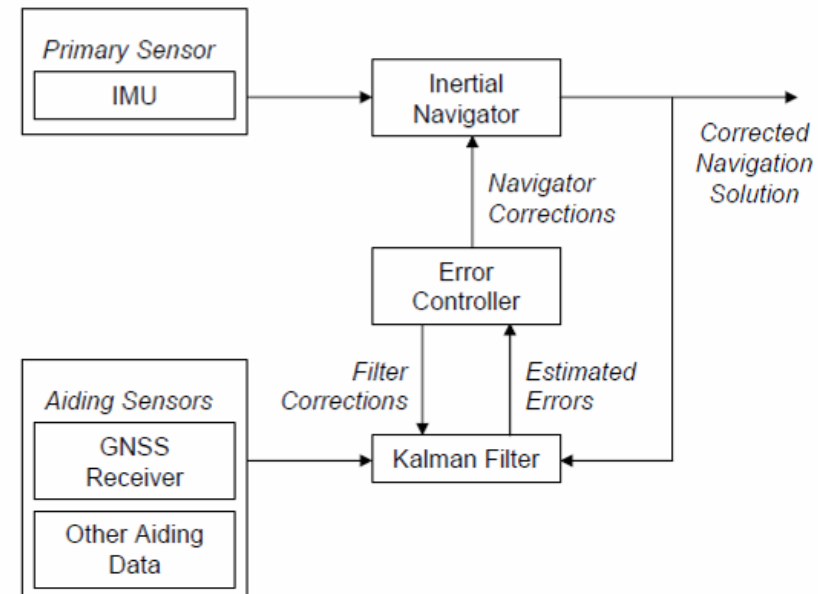 Primary Sensor
IMU
Inertial
Navigator
Corrected
Navigation
Solution
Navigator
Corrections
Error
Controller
Filter
Corrections
Estimated
Errors
Aiding Sensors
GNSS
Receiver
Kalman Filter
Other Aiding
Data